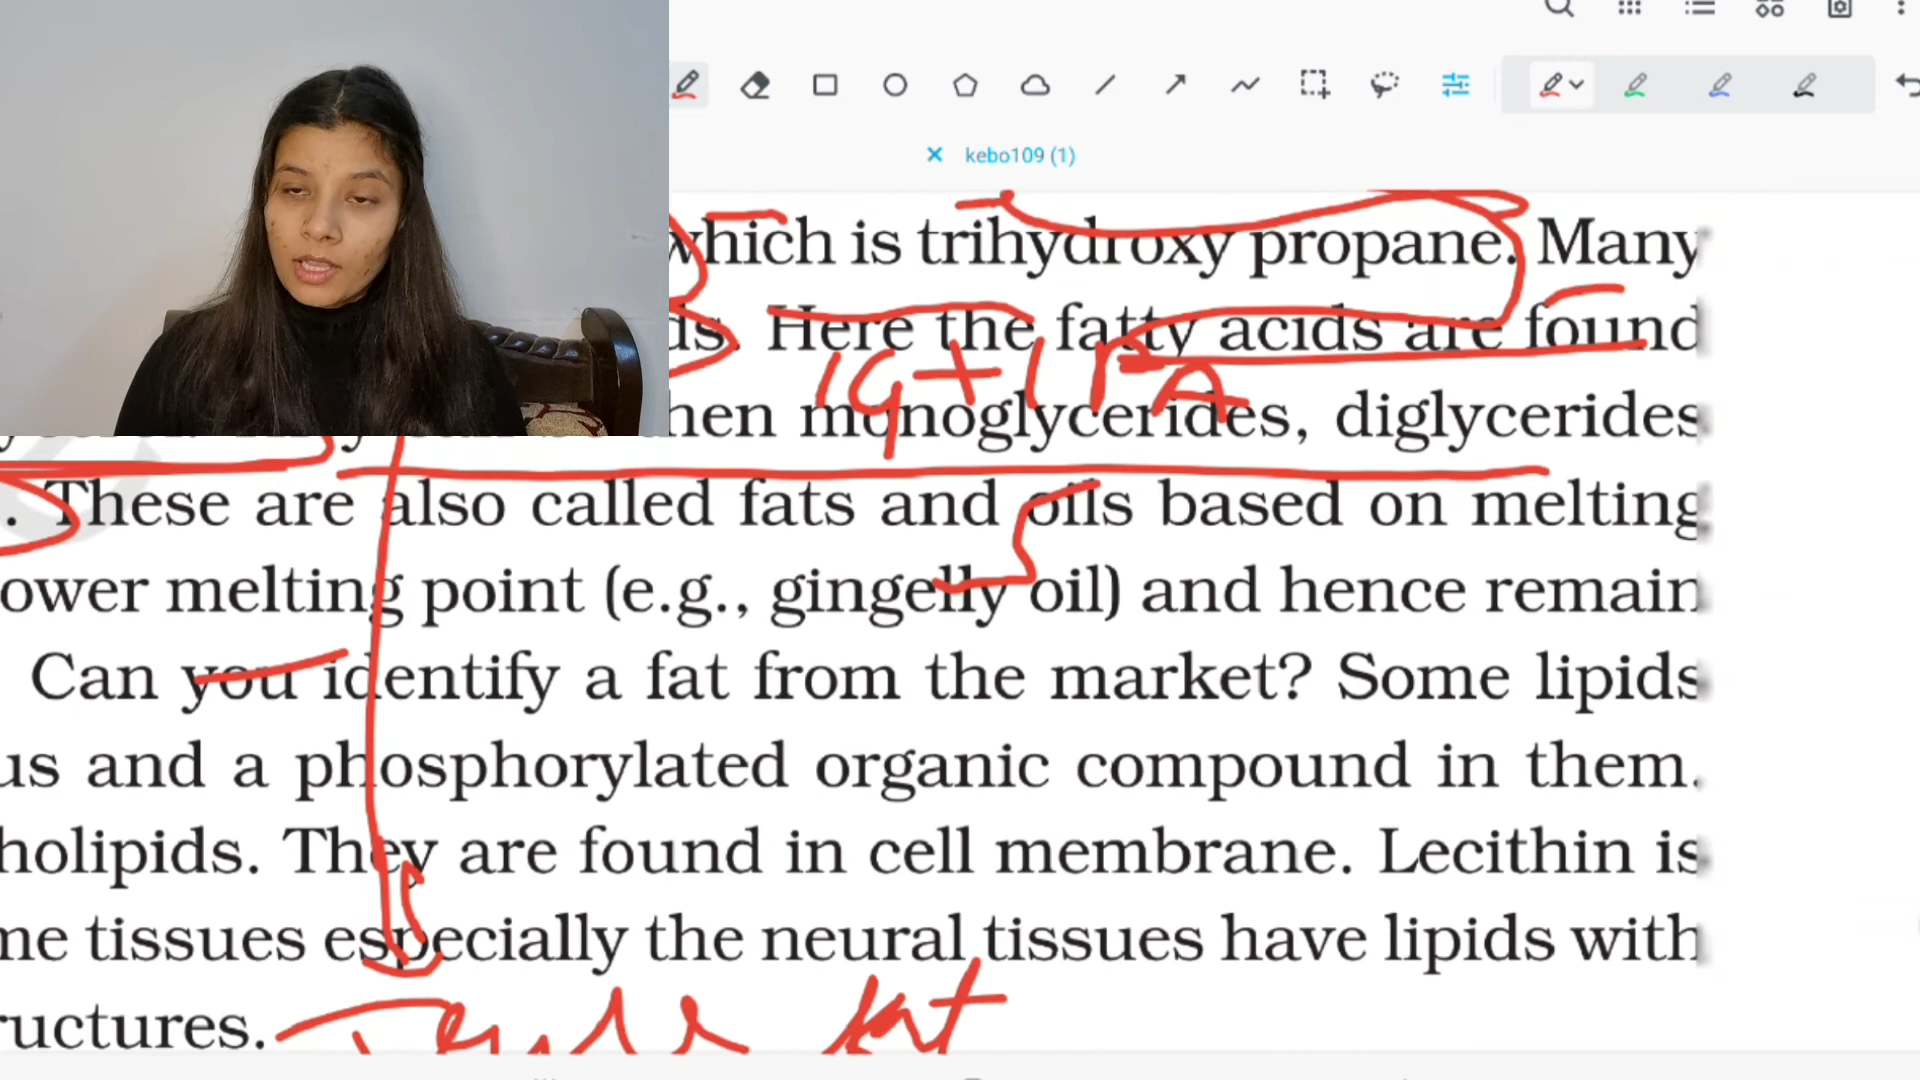 kebo109 (1)
which is trihydroxy propane. Many
ds. Here the fatty acids are found
1G+1FA
hen monoglycerides, diglycerides
. These are also called fats and oils based on melting
ower melting point (e.g., gingelly oil) and hence remain
Can you identify a fat from the market? Some lipids
us and a phosphorylated organic compound in them.
holipids. They are found in cell membrane. Lecithin is
me tissues especially the neural tissues have lipids with
ructures.
fat